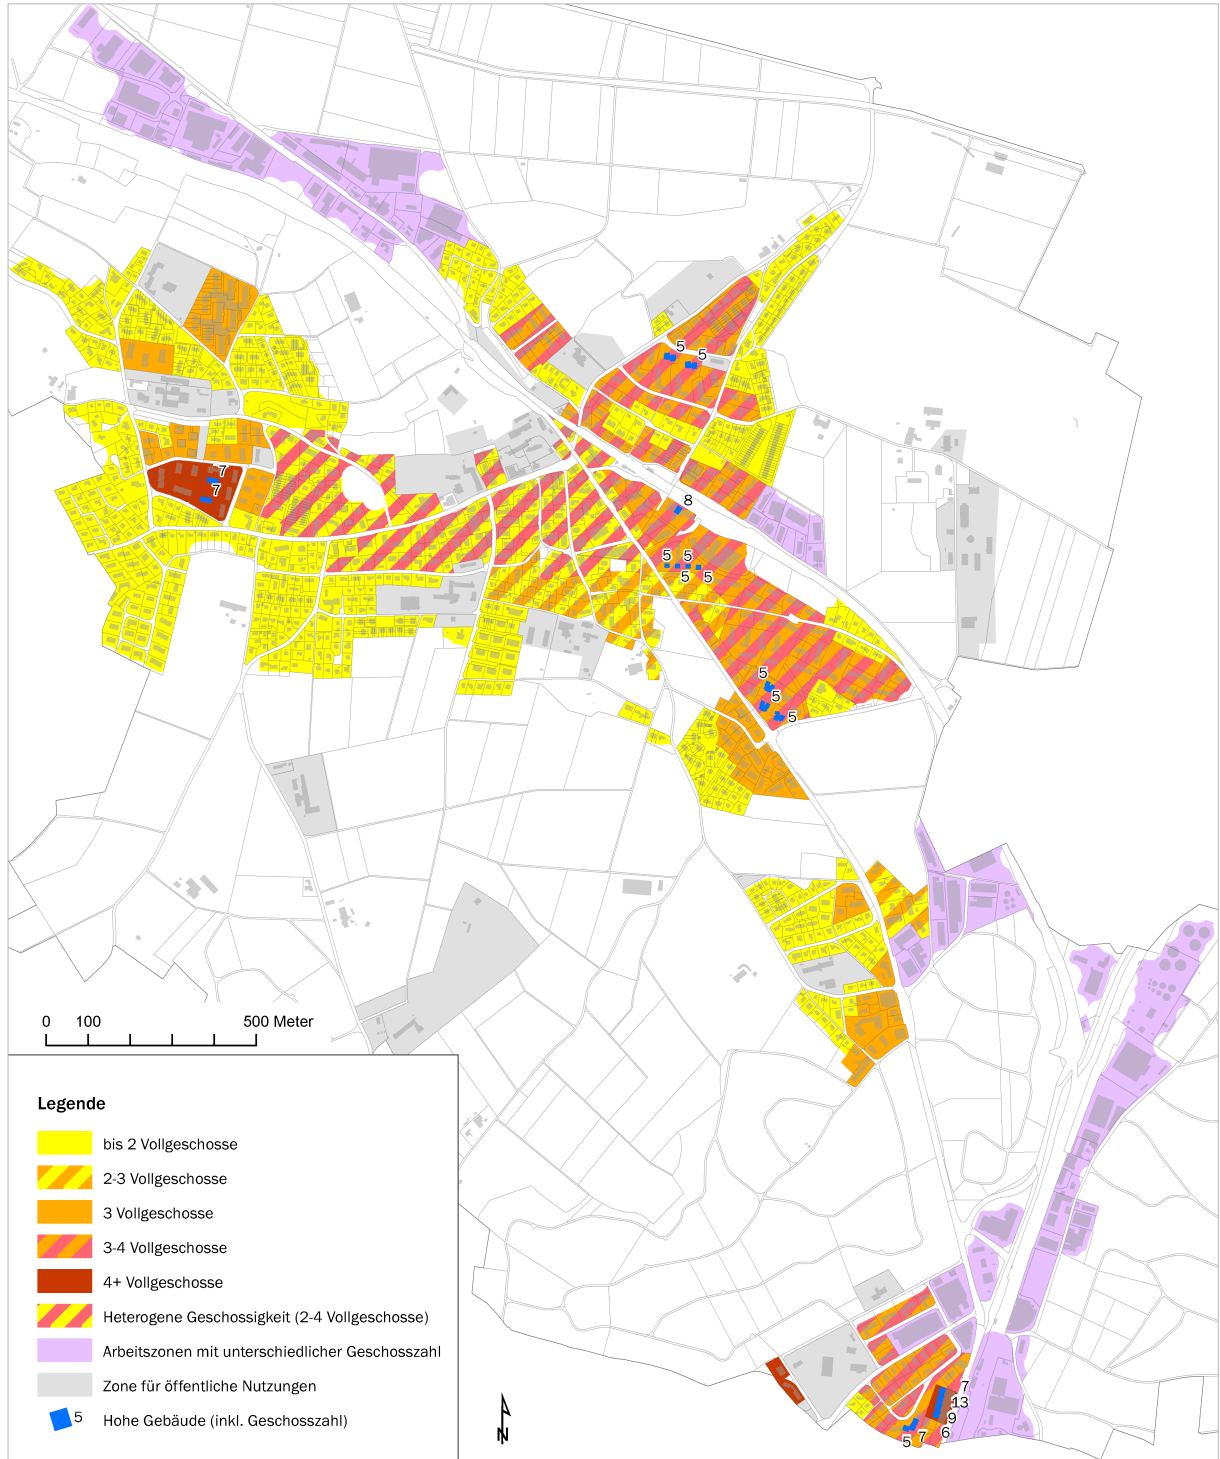 5
5
7
7
8
5 5
5 5
5
5
5
0 100 500 Meter
Legende
bis 2 Vollgeschosse
2-3 Vollgeschosse
3 Vollgeschosse
3-4 Vollgeschosse
4+ Vollgeschosse
Heterogene Geschossigkeit (2-4 Vollgeschosse)
Arbeitszonen mit unterschiedlicher Geschosszahl
Zone für öffentliche Nutzungen
5 Hohe Gebäude (inkl. Geschosszahl)
N
7
13
9
6
7
5